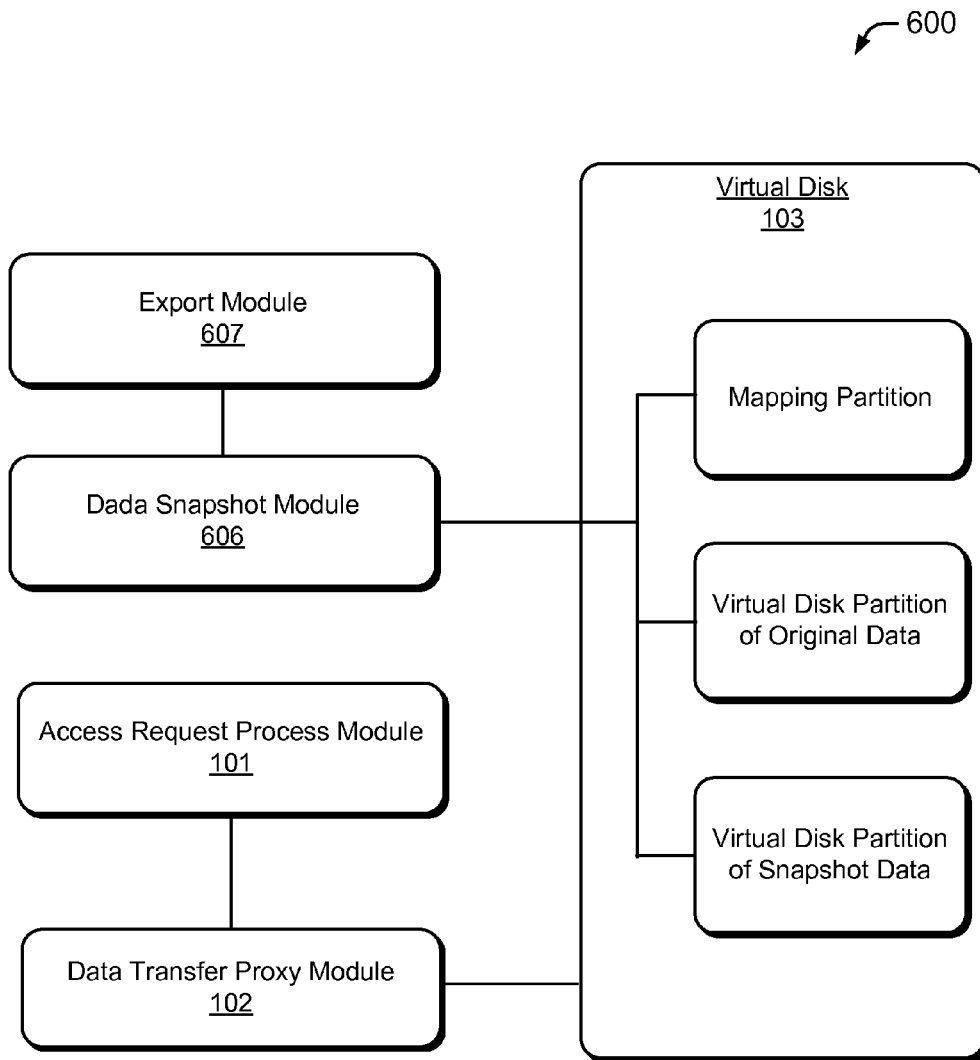 600
Virtual Disk
103
Export Module
607
Mapping Partition
Dada Snapshot Module
606
Virtual Disk Partition
of Original Data
Access Request Process Module
101
Virtual Disk Partition
of Snapshot Data
Data Transfer Proxy Module
102